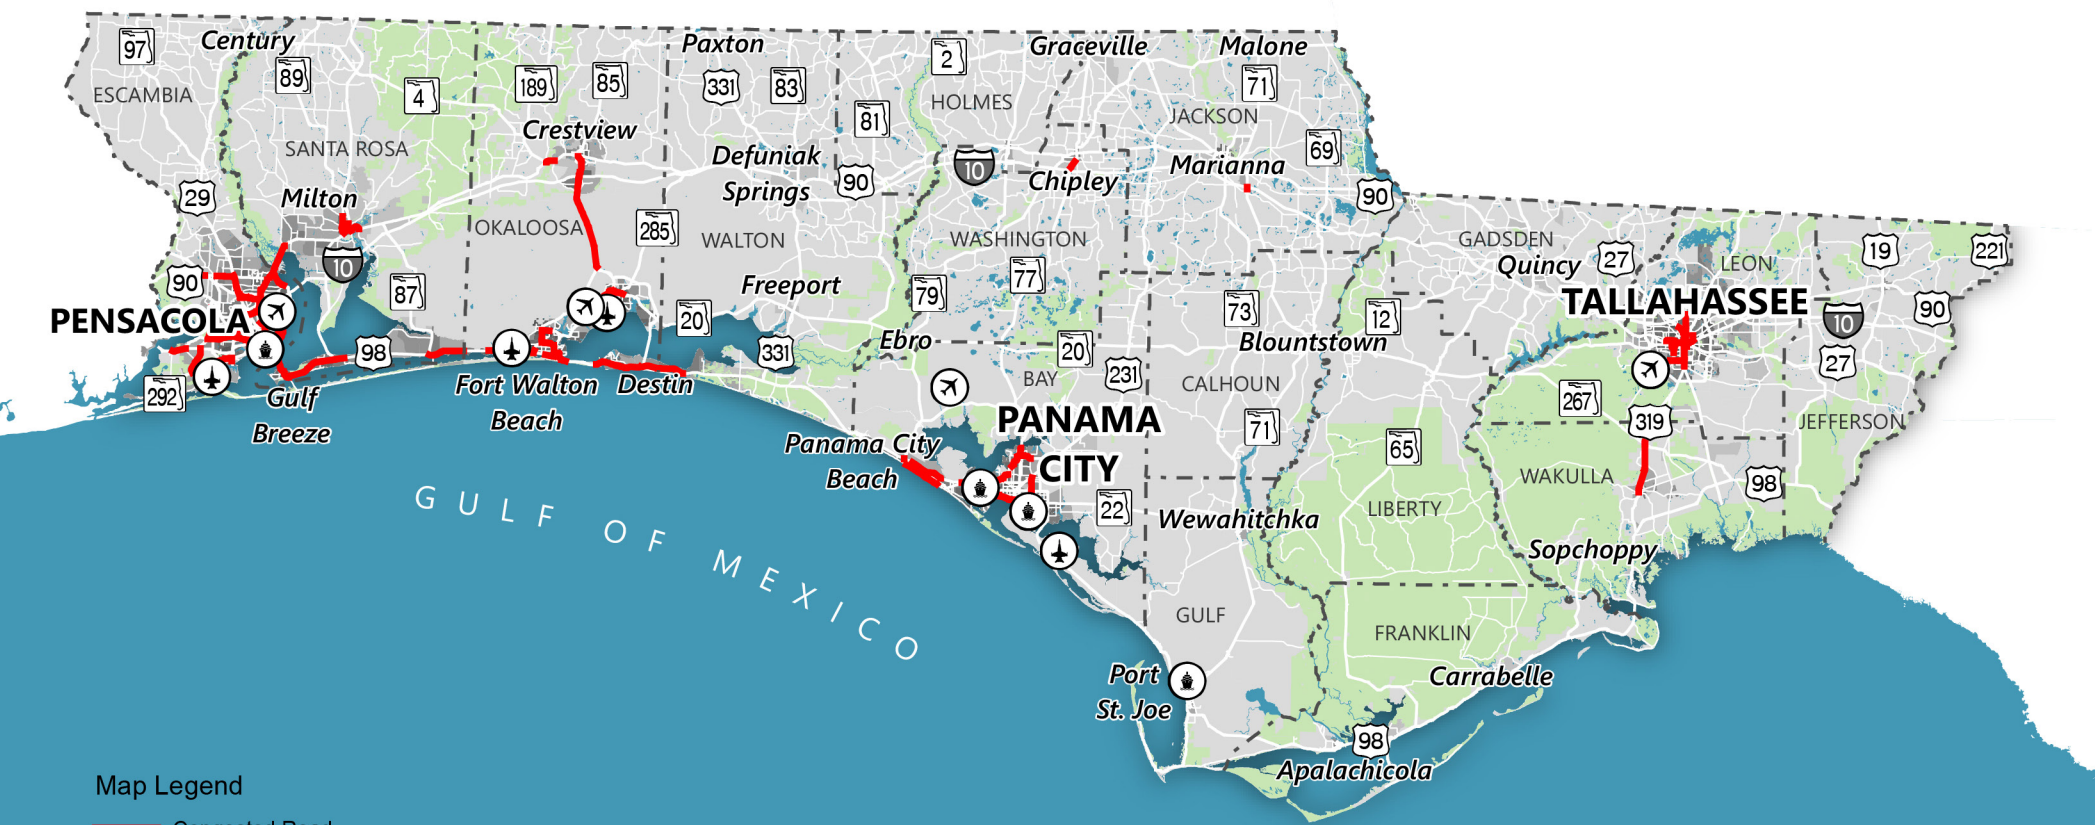 97
Century
89
ESCAMBIA
4
189
85
Paxton
331
83
2
HOLMES
Graceville
Malone
71
JACKSON
81
Crestview
SANTA ROSA
Defuniak
Springs
90
10
Chipley
Marianna
69
90
29
Milton
OKALOOSA
285
WALTON
WASHINGTON
GADSDEN
Quincy
27
LEON
19
221
90
10
87
Freeport
79
77
73
12
TALLAHASSEE
10
90
PENSACOLA
98
20
331
Ebro
20
231
Blountstown
27
292
Gulf
Breeze
Fort Walton
Beach
Destin
BAY
CALHOUN
267
319
JEFFERSON
PANAMA
CITY
Panama City
Beach
71
65
WAKULLA
98
22
Wewahitchka
LIBERTY
Sopchoppy
GULF OF MEXICO
GULF
FRANKLIN
Port
St. Joe
Carrabelle
98
Apalachicola
Map Legend